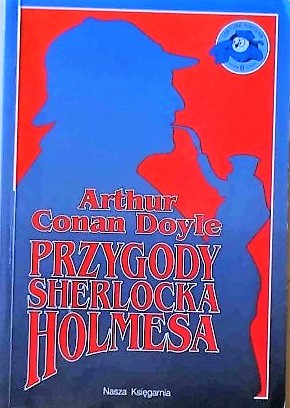 Arthur
Conan Doyle
PRZYGODY
SHERLOCKA
HOLMESA
Nasza Księgarnia